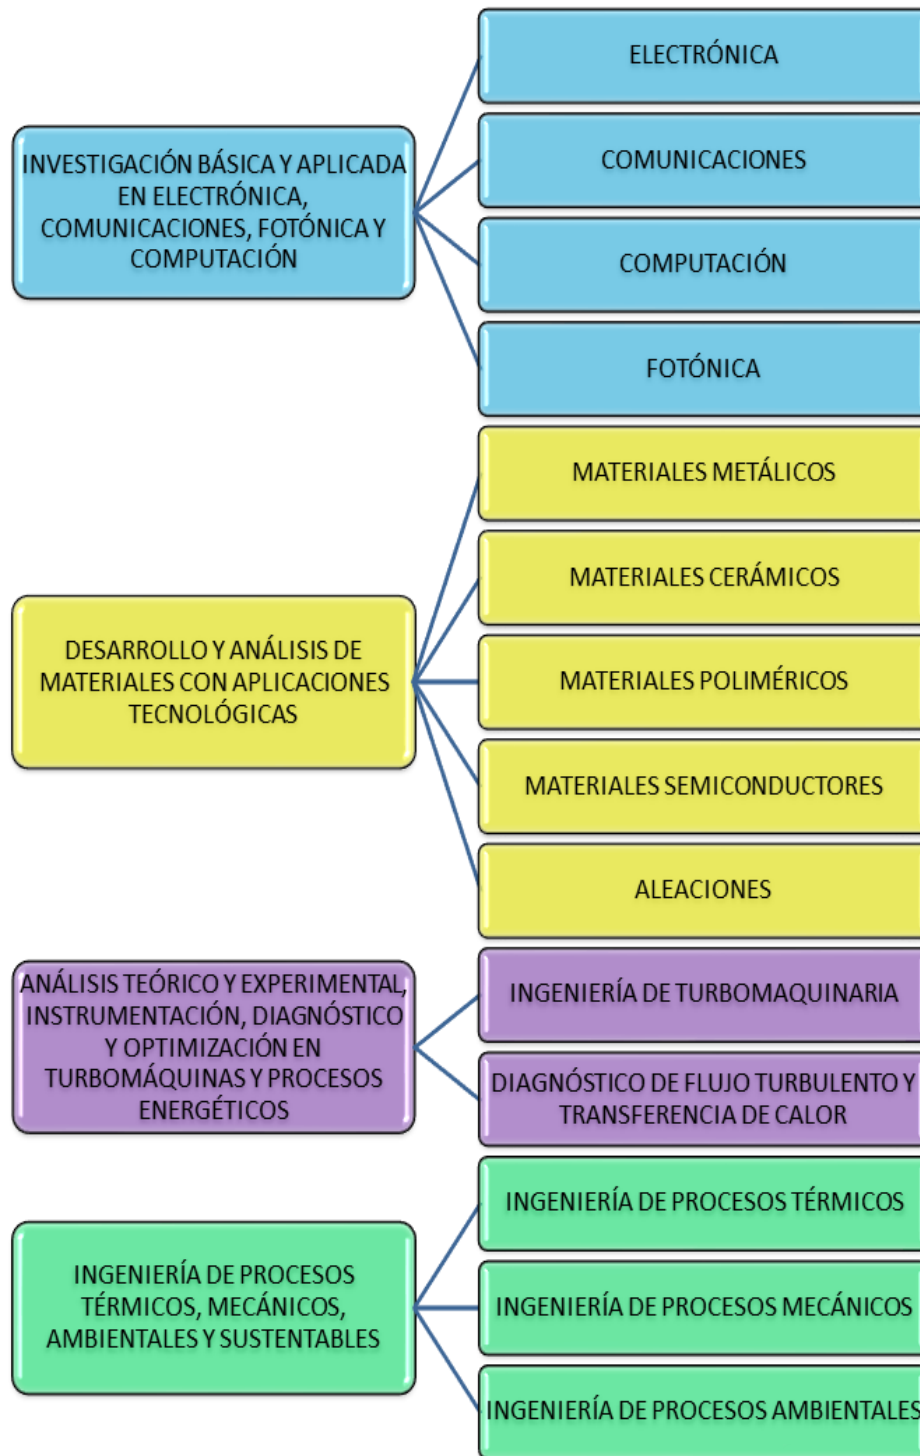 INVESTIGACIÓN BÁSICA Y APLICADA
EN ELECTRÓNICA,
COMUNICACIONES, FOTÓNICA Y
COMPUTACIÓN
ELECTRÓNICA
COMUNICACIONES
COMPUTACIÓN
FOTÓNICA
DESARROLLO Y ANÁLISIS DE
MATERIALES CON APLICACIONES
TECNOLÓGICAS
MATERIALES METÁLICOS
MATERIALES CERÁMICOS
MATERIALES POLIMÉRICOS
MATERIALES SEMICONDUCTORES
ALEACIONES
ANÁLISIS TEÓRICO Y EXPERIMENTAL,
INSTRUMENTACIÓN, DIAGNÓSTICO
Y OPTIMIZACIÓN EN
TURBOMÁQUINAS Y PROCESOS
ENERGÉTICOS
INGENIERÍA DE TURBOMAQUINARIA
DIAGNÓSTICO DE FLUJO TURBULENTO Y
TRANSFERENCIA DE CALOR
INGENIERÍA DE PROCESOS
TÉRMICOS, MECÁNICOS,
AMBIENTALES Y SUSTENTABLES
INGENIERÍA DE PROCESOS TÉRMICOS
INGENIERÍA DE PROCESOS MECÁNICOS
INGENIERÍA DE PROCESOS AMBIENTALES